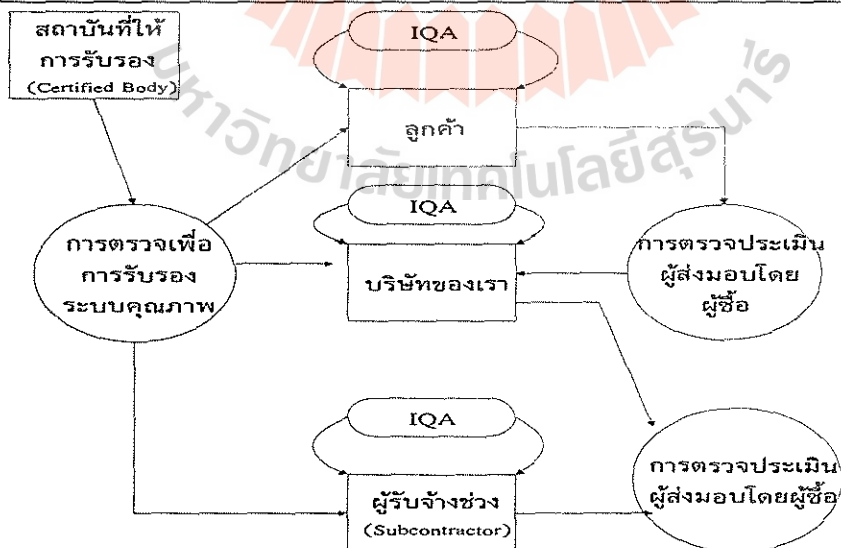 สถาบันที่ให้
การรับรอง
(Certified Body)
IQA
ลูกค้า
มหาวิทยาลัยเทคโนโลยีสุรนารี
IQA
การตรวจเพื่อ
การรับรอง
ระบบคุณภาพ
บริษัทของเรา
การตรวจประเมิน
ผู้ส่งมอบโดย
ผู้ซื้อ
IQA
ผู้รับจ้างช่วง
(Subcontractor)
การตรวจประเมิน
ผู้ส่งมอบโดยผู้ซื้อ